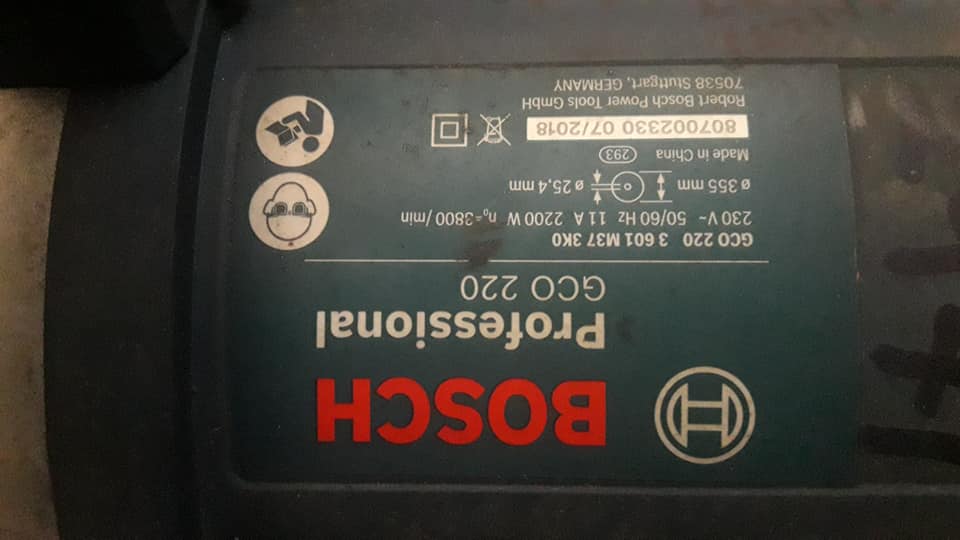 BOSCH
Professional
GCO 220
GCO 220 3 601 M37 3K0
230 V~ 50/60 Hz 11 A 2200 W n₀=3800/min
ø 355 mm ø 25,4 mm
Made in China 293
807002330 07/2018
Robert Bosch Power Tools GmbH
70538 Stuttgart, GERMANY